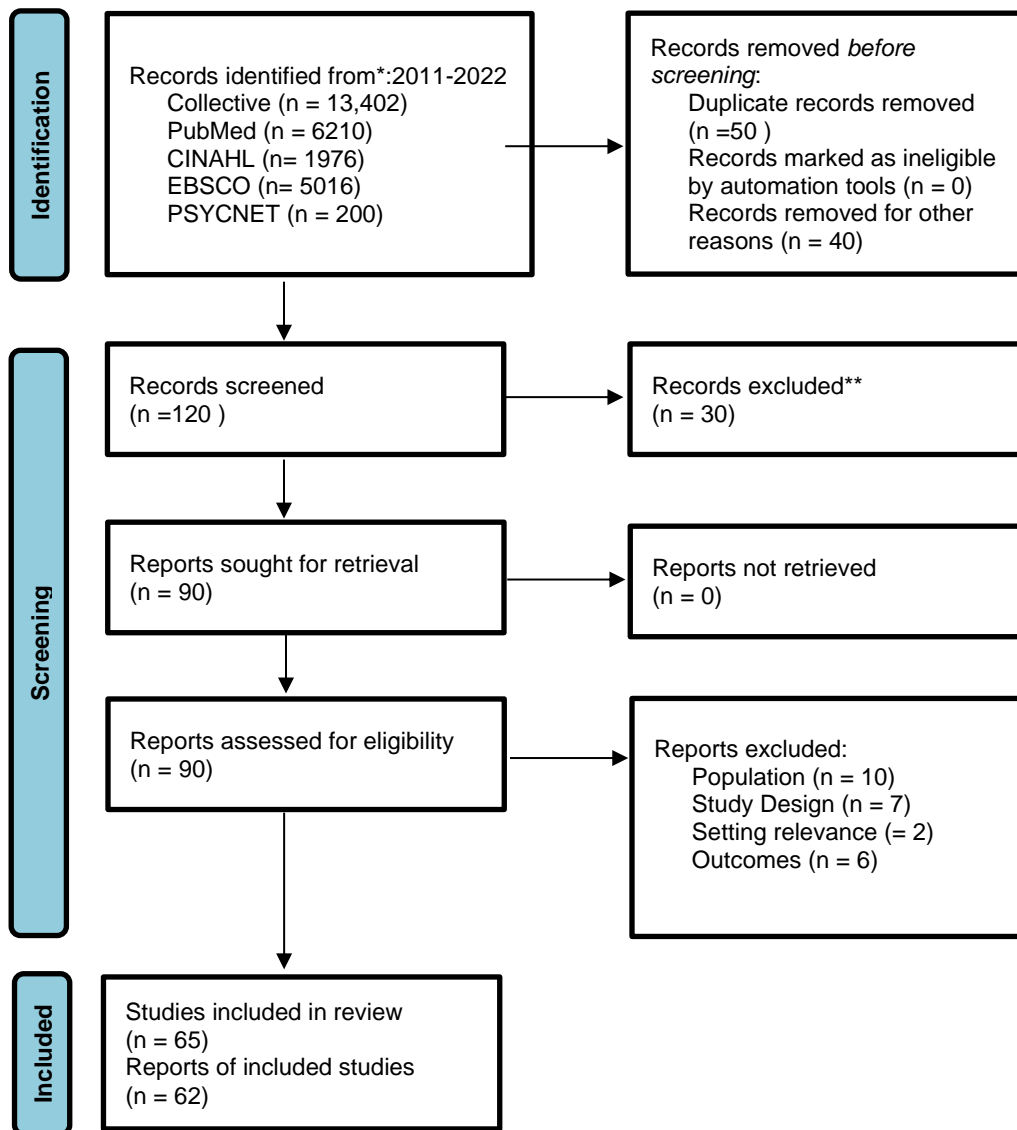 Identification
Records identified from*:2011-2022
Collective (n = 13,402)
PubMed (n = 6210)
CINAHL (n= 1976)
EBSCO (n= 5016)
PSYCNET (n = 200)
Records removed before
screening:
Duplicate records removed
(n =50 )
Records marked as ineligible
by automation tools (n = 0)
Records removed for other
reasons (n = 40)
Screening
Records screened
(n =120 )
Records excluded**
(n = 30)
Reports sought for retrieval
(n = 90)
Reports not retrieved
(n = 0)
Reports assessed for eligibility
(n = 90)
Reports excluded:
Population (n = 10)
Study Design (n = 7)
Setting relevance (= 2)
Outcomes (n = 6)
Included
Studies included in review
(n = 65)
Reports of included studies
(n = 62)